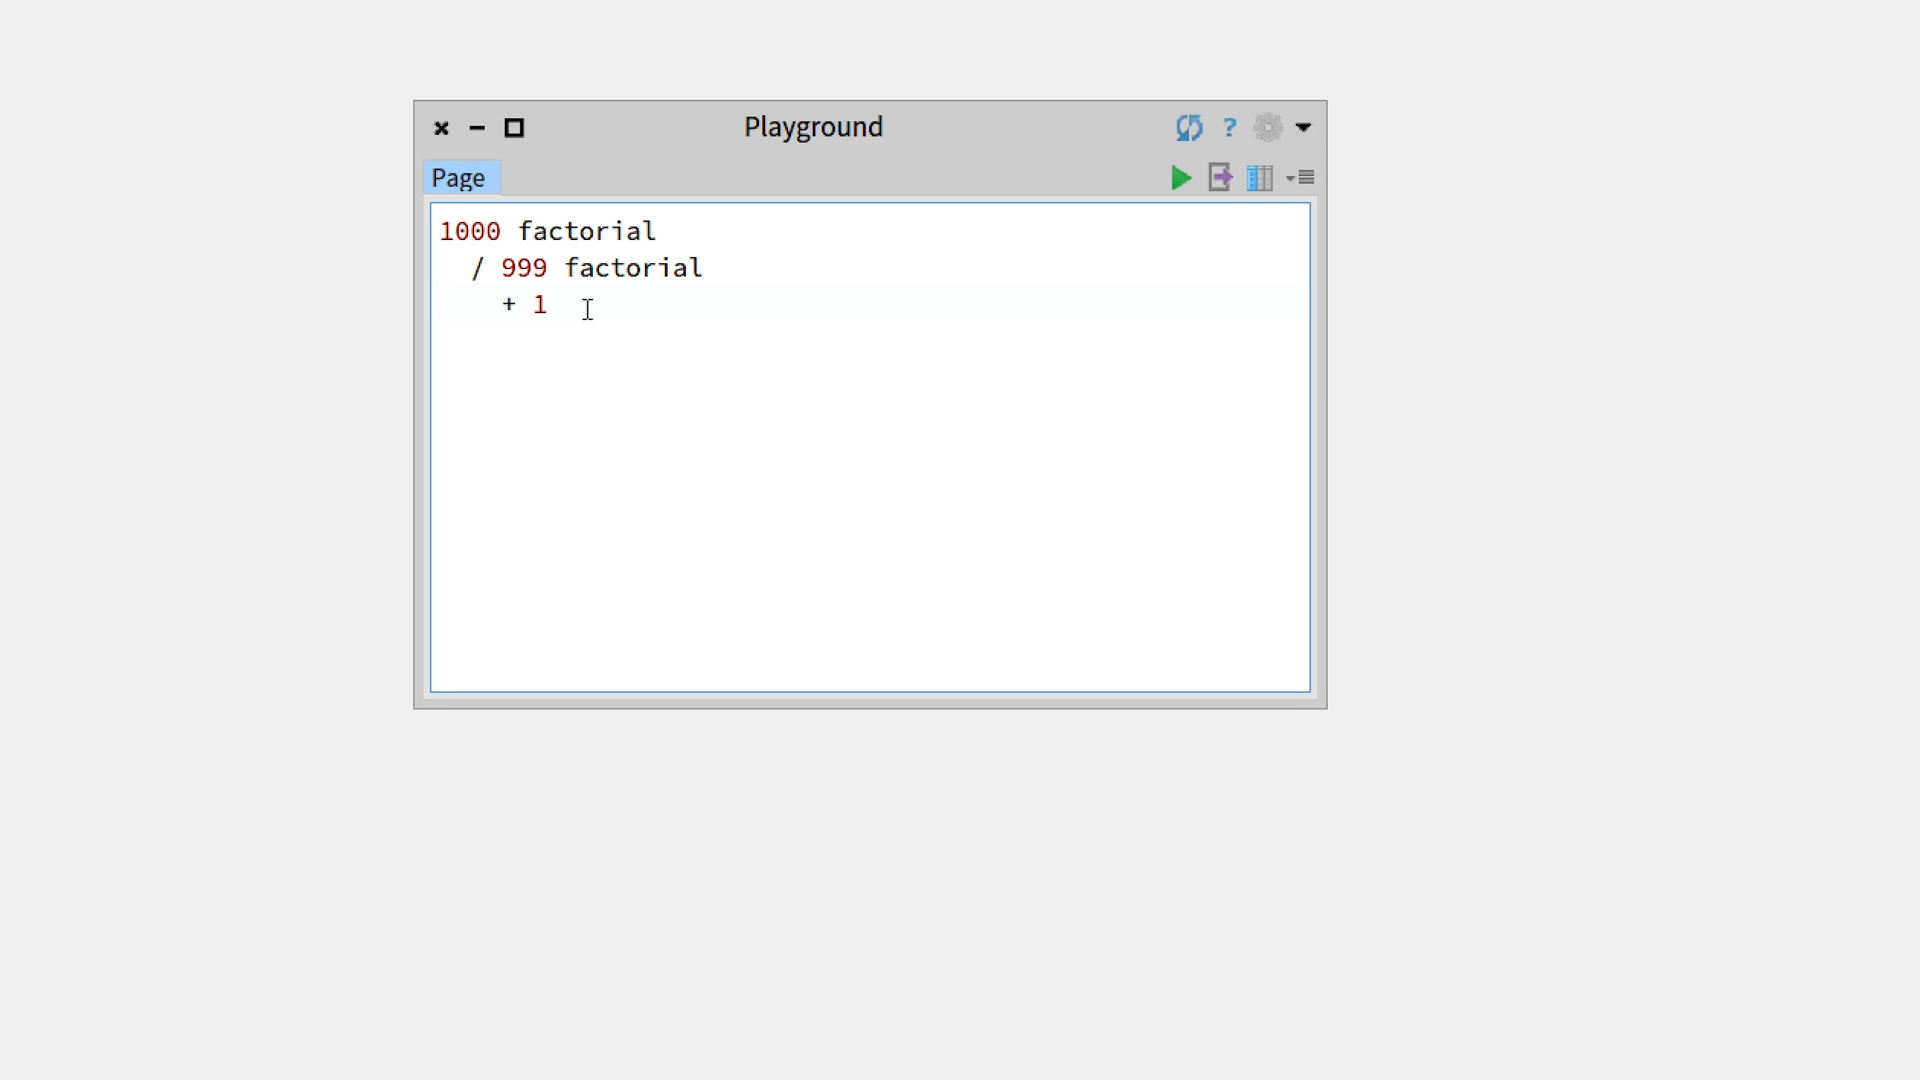 Playground
?
Page
1000 factorial
/ 999 factorial
+ 1